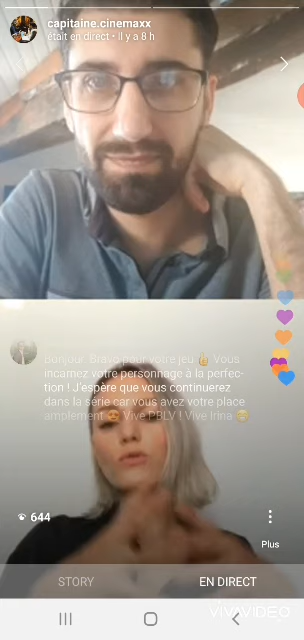 capitaine.cinemaxx
était en direct • Il y a 8 h
Bonjour Bravo pour votre jeu 👌 Vous
incarnez votre personnage à la perfec-
tion ! J'espère que vous continuerez
dans la série car vous avez votre place
amplement 😍 Vive PBLV ! Vive Irina 😁
644
Plus
STORY
EN DIRECT
VIVAVIDEO